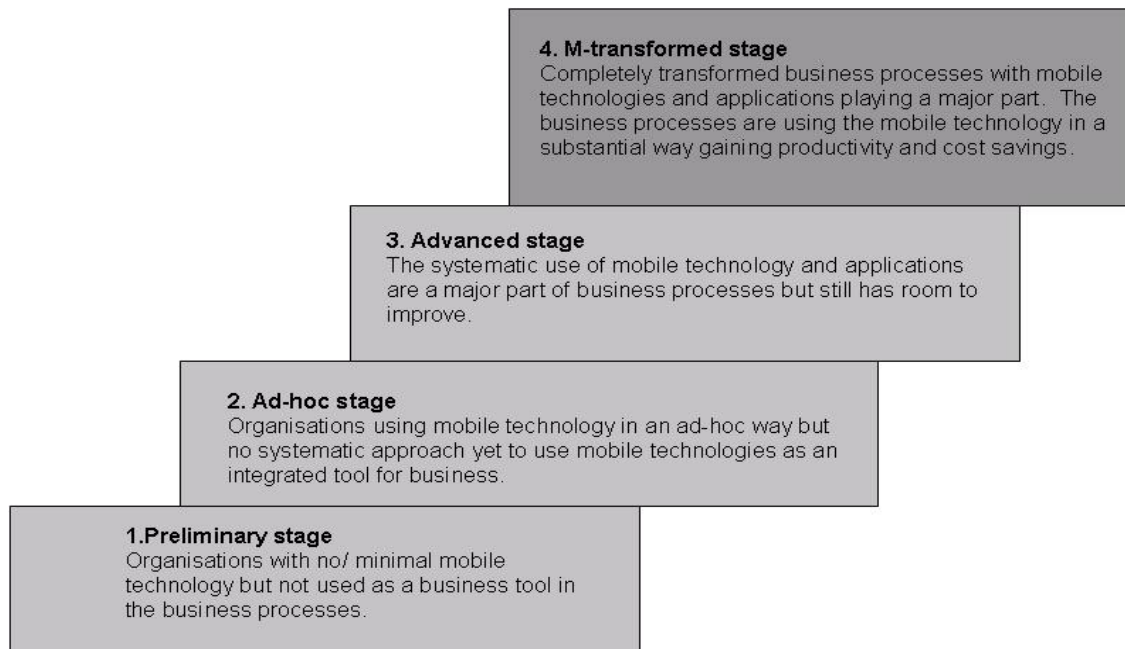 4. M-transformed stage
Completely transformed business processes with mobile
technologies and applications playing a major part.  The
business processes are using the mobile technology in a
substantial way gaining productivity and cost savings.
3. Advanced stage
The systematic use of mobile technology and applications
are a major part of business processes but still has room to
improve.
2. Ad-hoc stage
Organisations using mobile technology in an ad-hoc way but
no systematic approach yet to use mobile technologies as an
integrated tool for business.
1.Preliminary stage
Organisations with no/ minimal mobile
technology but not used as a business tool in
the business processes.